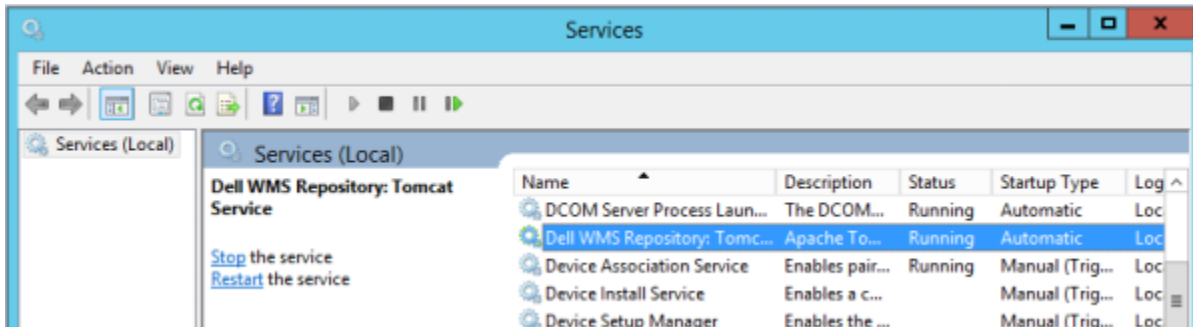 Services
File Action View Help
Services (Local)
Services (Local)
Dell WMS Repository: Tomcat
Service
Stop the service
Restart the service
Name Description Status Startup Type Log
DCOM Server Process Laun... The DCOM... Running Automatic Loc
Dell WMS Repository: Tomc... Apache To... Running Automatic Loc
Device Association Service Enables pair... Running Manual (Trig... Loc
Device Install Service Enables a c... Manual (Trig... Loc
Device Setup Manager Enables the ... Manual (Trig... Loc